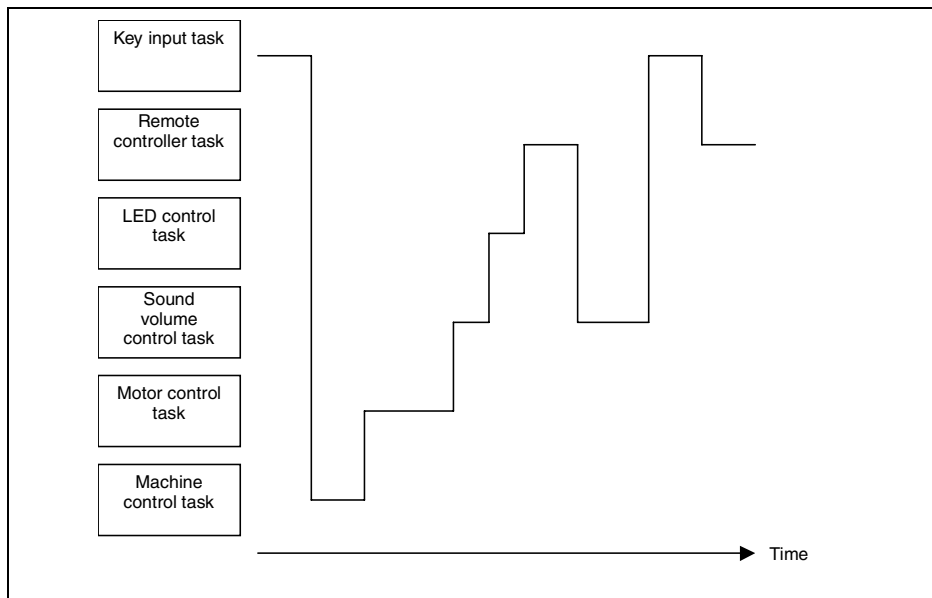 Key input task
Remote
controller task
LED control
task
Sound
volume
control task
Motor control
task
Machine
control task
Time